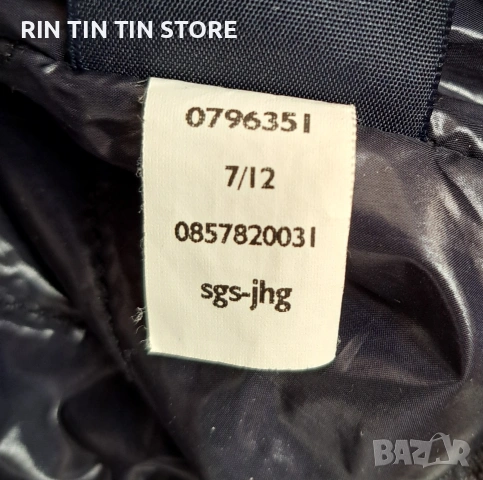 RIN TIN TIN STORE
0796351
7/12
0857820031
sgs-jhg
BAZAR